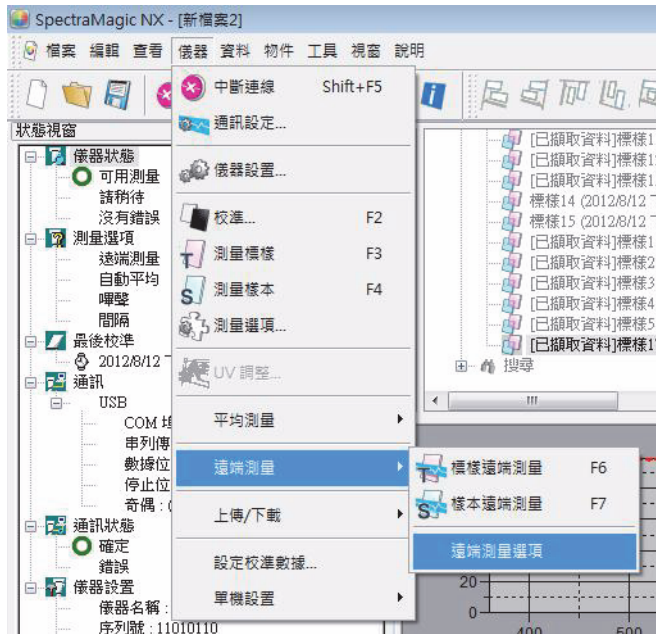 SpectraMagic NX - [新檔案2]
檔案 編輯 查看 儀器 資料 物件 工具 視窗 說明
中斷連線 Shift+F5
通訊設定...
儀器設置...
校準... F2
測量標樣 F3
測量樣本 F4
測量選項...
UV 調整...
平均測量
遠端測量
上傳/下載
設定校準數據...
單機設置
標樣遠端測量 F6
樣本遠端測量 F7
遠端測量選項
狀態視窗
儀器狀態
可用測量
請稍待
沒有錯誤
測量選項
遠端測量
自動平均
嗶聲
間隔
最後校準
2012/8/12
通訊
USB
COM
串列傳
數據位
停止位
奇偶 : (
通訊狀態
確定
錯誤
儀器設置
儀器名稱 :
序列號 : 11010110
[已擷取資料]標樣1
[已擷取資料]標樣1
[已擷取資料]標樣1
標樣14 (2012/8/12
標樣15 (2012/8/12
[已擷取資料]標樣1
[已擷取資料]標樣2
[已擷取資料]標樣3
[已擷取資料]標樣4
[已擷取資料]標樣5
[已擷取資料]標樣1
搜尋
20
0
400 500